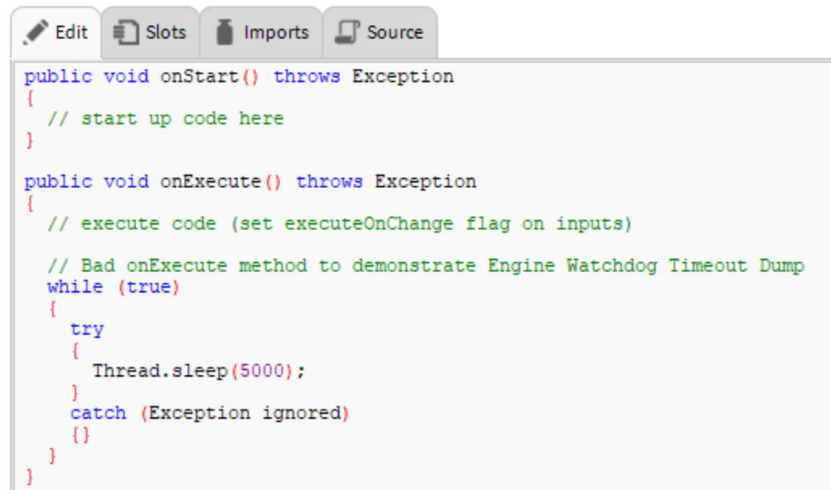 Edit Slots Imports Source
public void onStart() throws Exception
{
  // start up code here
}
public void onExecute() throws Exception
{
  // execute code (set executeOnChange flag on inputs)
  // Bad onExecute method to demonstrate Engine Watchdog Timeout Dump
  while (true)
  {
    try
    {
      Thread.sleep(5000);
    }
    catch (Exception ignored)
    {}
  }
}